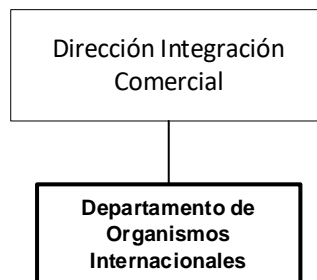 Dirección Integración
Comercial
Departamento de
Organismos
Internacionales